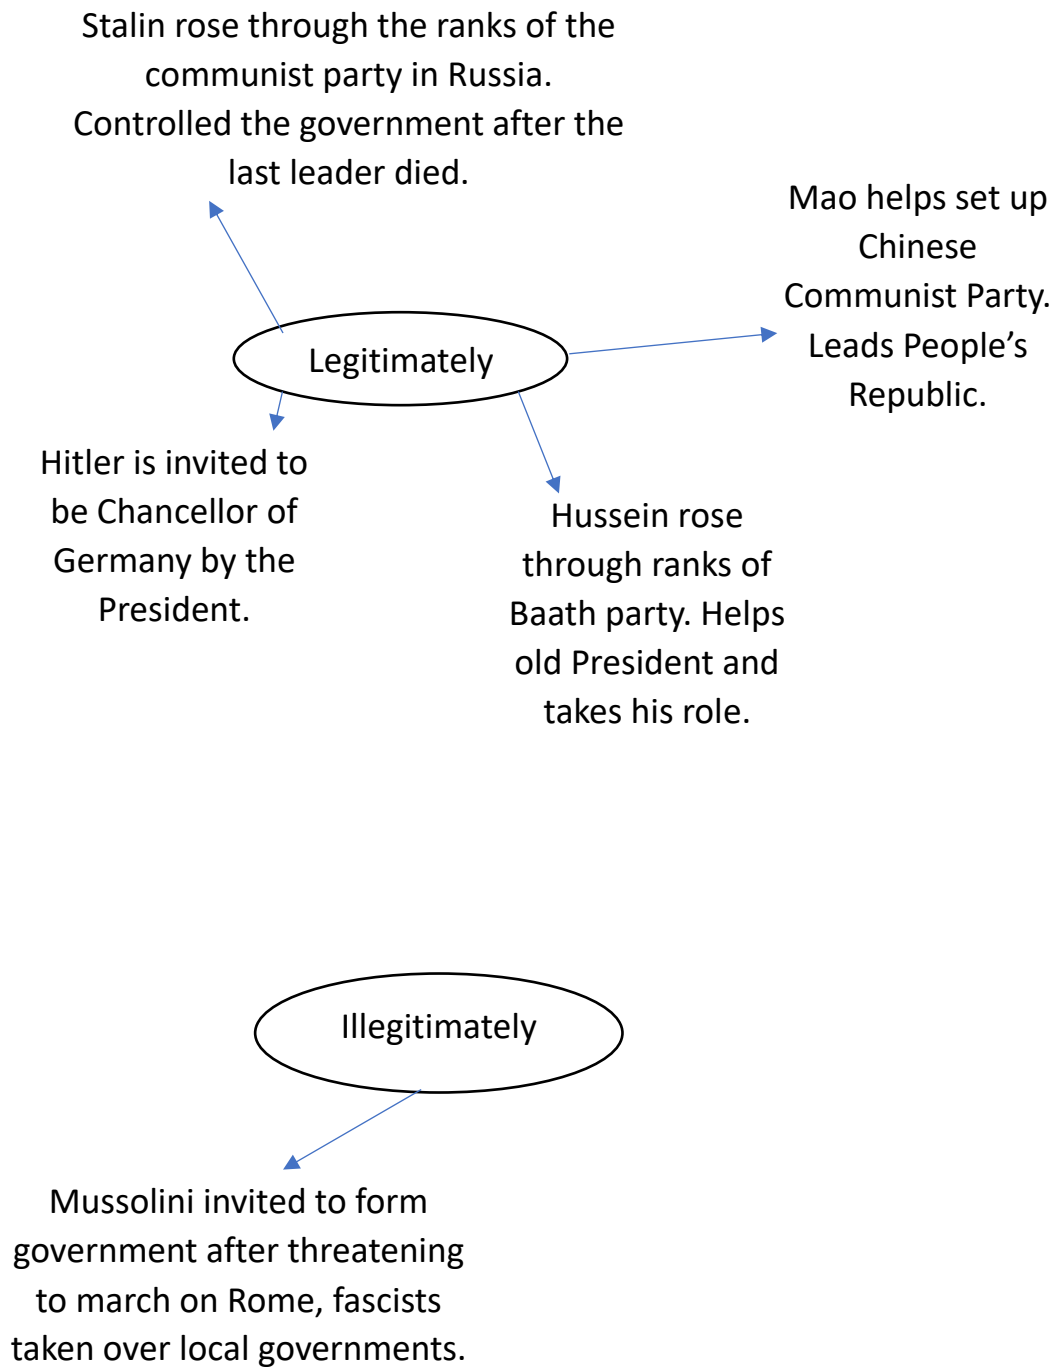 Stalin rose through the ranks of the
communist party in Russia.
Controlled the government after the
last leader died.
Mao helps set up
Chinese
Communist Party.
Leads People’s
Republic.
Legitimately
Hitler is invited to
be Chancellor of
Germany by the
President.
Hussein rose
through ranks of
Baath party. Helps
old President and
takes his role.
Illegitimately
Mussolini invited to form
government after threatening
to march on Rome, fascists
taken over local governments.